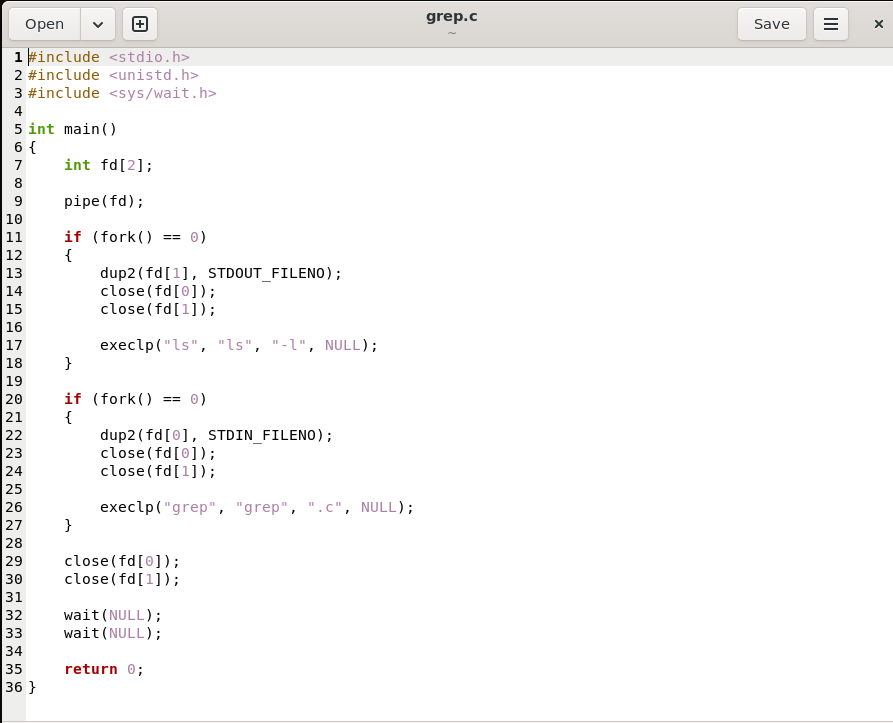 Open
grep.c
~
Save
1 #include <stdio.h>
2 #include <unistd.h>
3 #include <sys/wait.h>
4
5 int main()
6 {
7     int fd[2];
8
9     pipe(fd);
10
11     if (fork() == 0)
12     {
13         dup2(fd[1], STDOUT_FILENO);
14         close(fd[0]);
15         close(fd[1]);
16
17         execlp("ls", "ls", "-l", NULL);
18     }
19
20     if (fork() == 0)
21     {
22         dup2(fd[0], STDIN_FILENO);
23         close(fd[0]);
24         close(fd[1]);
25
26         execlp("grep", "grep", ".c", NULL);
27     }
28
29     close(fd[0]);
30     close(fd[1]);
31
32     wait(NULL);
33     wait(NULL);
34
35     return 0;
36 }